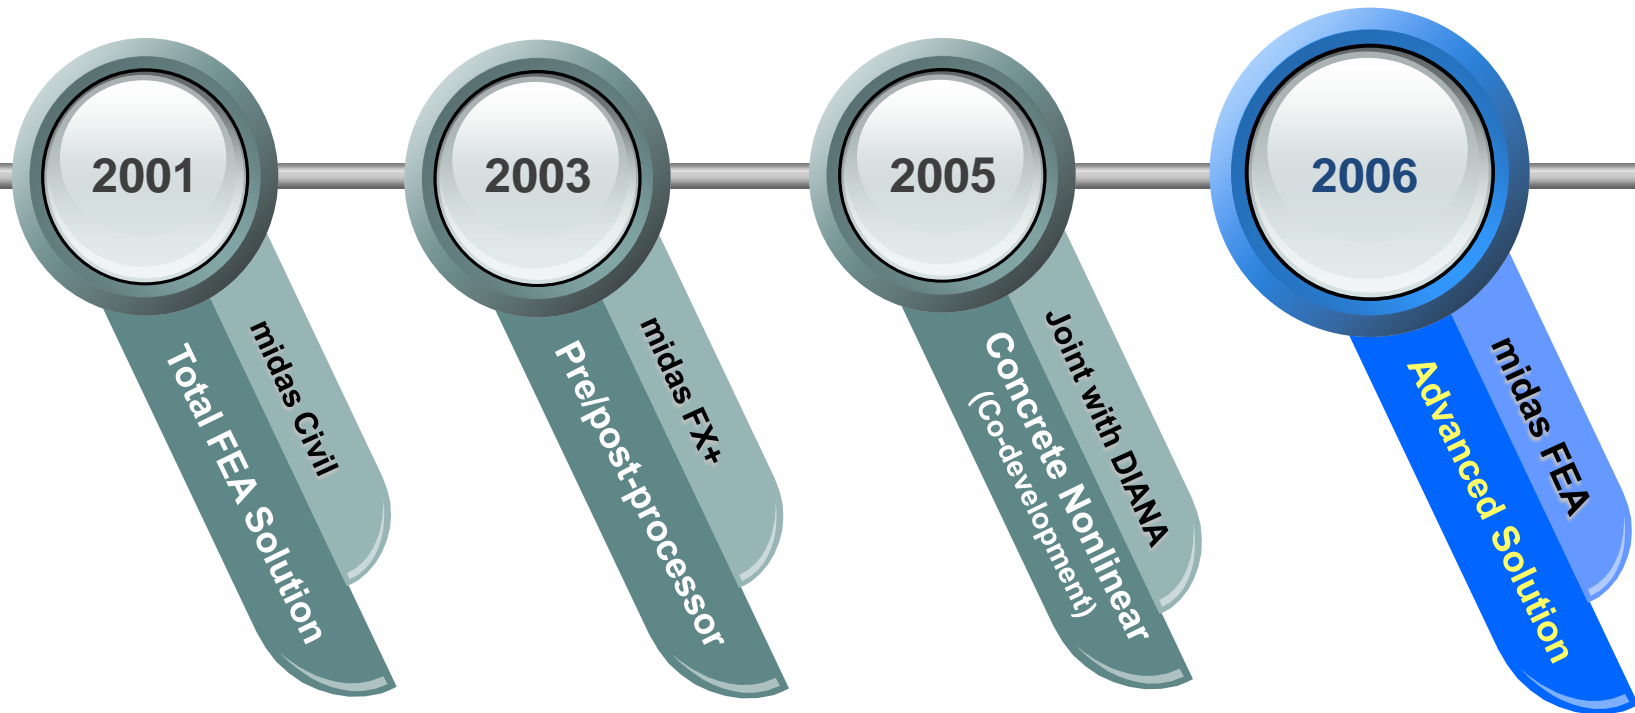 2001
midas Civil
Total FEA Solution
2003
midas FX+
Pre/post-processor
2005
Joint with DIANA
Concrete Nonlinear
(Co-development)
2006
midas FEA
Advanced Solution